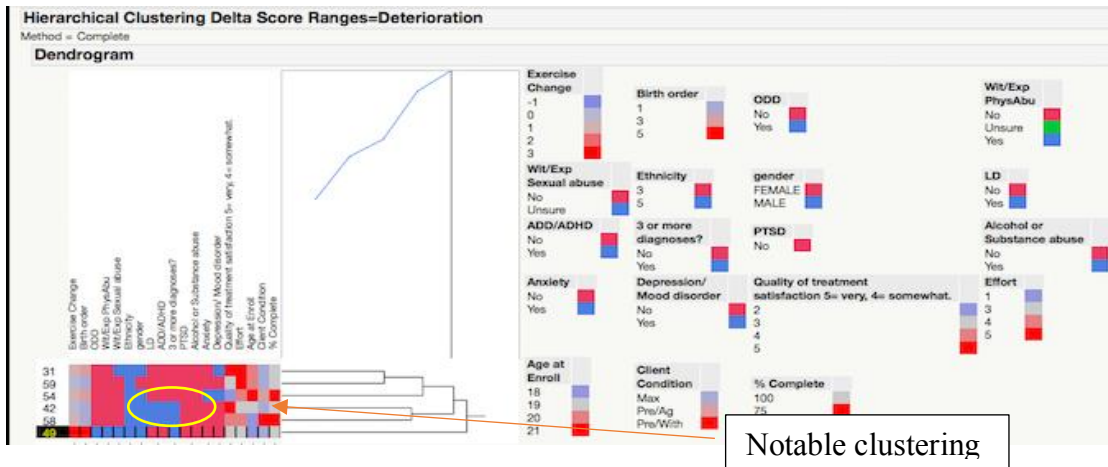 Hierarchical Clustering Delta Score Ranges=Deterioration
Method = Complete
Dendrogram
Exercise Change
Birth order
ODD
Wit/Exp PhysAbu
Wit/Exp Sexual abuse
Ethnicity
gender
LD
ADD/ADHD
3 or more diagnoses?
PTSD
Alcohol or Substance abuse
Anxiety
Depression/ Mood disorder
Quality of treatment satisfaction 5= very, 4= somewhat.
Effort
Age at Enroll
Client Condition
% Complete
31
59
54
42
58
49
Exercise
Change
-1
0
1
2
3
Birth order
1
3
5
ODD
No
Yes
Wit/Exp
PhysAbu
No
Unsure
Yes
Wit/Exp
Sexual abuse
No
Unsure
Ethnicity
3
5
gender
FEMALE
MALE
LD
No
Yes
ADD/ADHD
No
Yes
3 or more
diagnoses?
No
Yes
PTSD
No
Alcohol or
Substance abuse
No
Yes
Anxiety
No
Yes
Depression/
Mood disorder
No
Yes
Quality of treatment
satisfaction 5= very, 4= somewhat.
2
3
4
5
Effort
1
3
4
5
Age at
Enroll
18
19
20
21
Client
Condition
Max
Pre/Ag
Pre/With
% Complete
100
75
Notable clustering